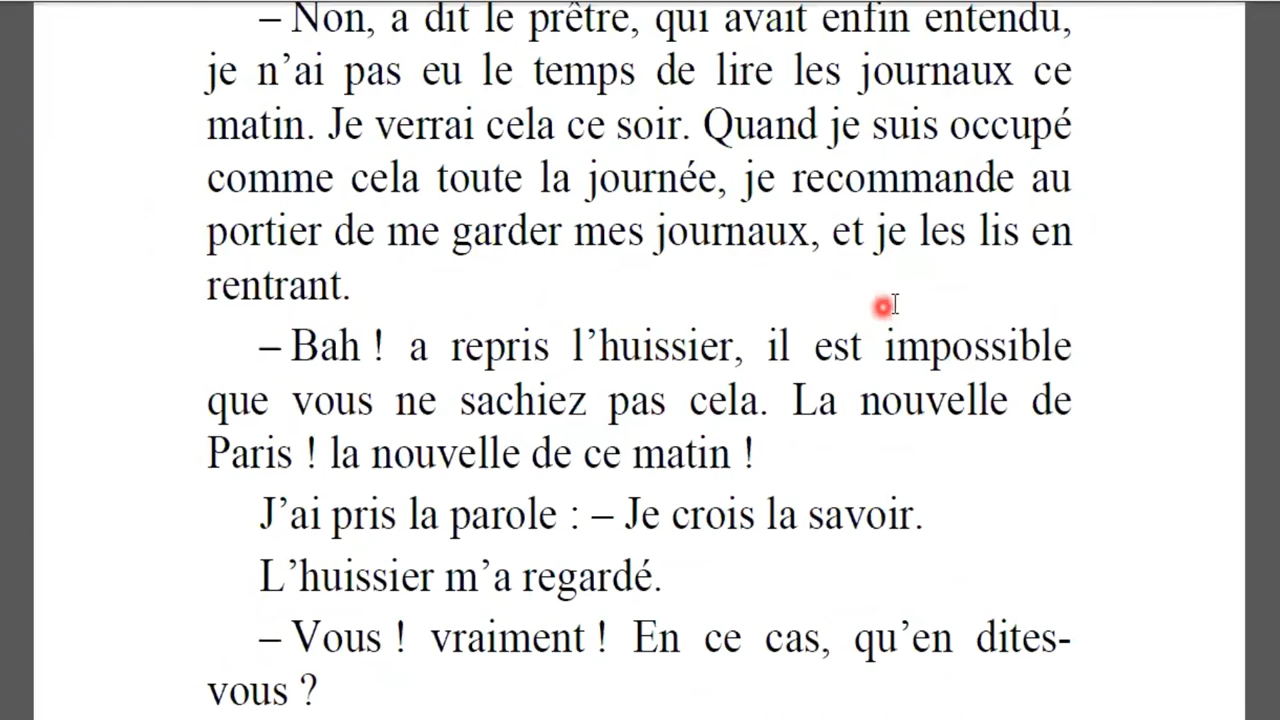 – Non, a dit le prêtre, qui avait enfin entendu,
je n’ai pas eu le temps de lire les journaux ce
matin. Je verrai cela ce soir. Quand je suis occupé
comme cela toute la journée, je recommande au
portier de me garder mes journaux, et je les lis en
rentrant.
– Bah ! a repris l’huissier, il est impossible
que vous ne sachiez pas cela. La nouvelle de
Paris ! la nouvelle de ce matin !
J’ai pris la parole : – Je crois la savoir.
L’huissier m’a regardé.
– Vous ! vraiment ! En ce cas, qu’en dites-
vous ?